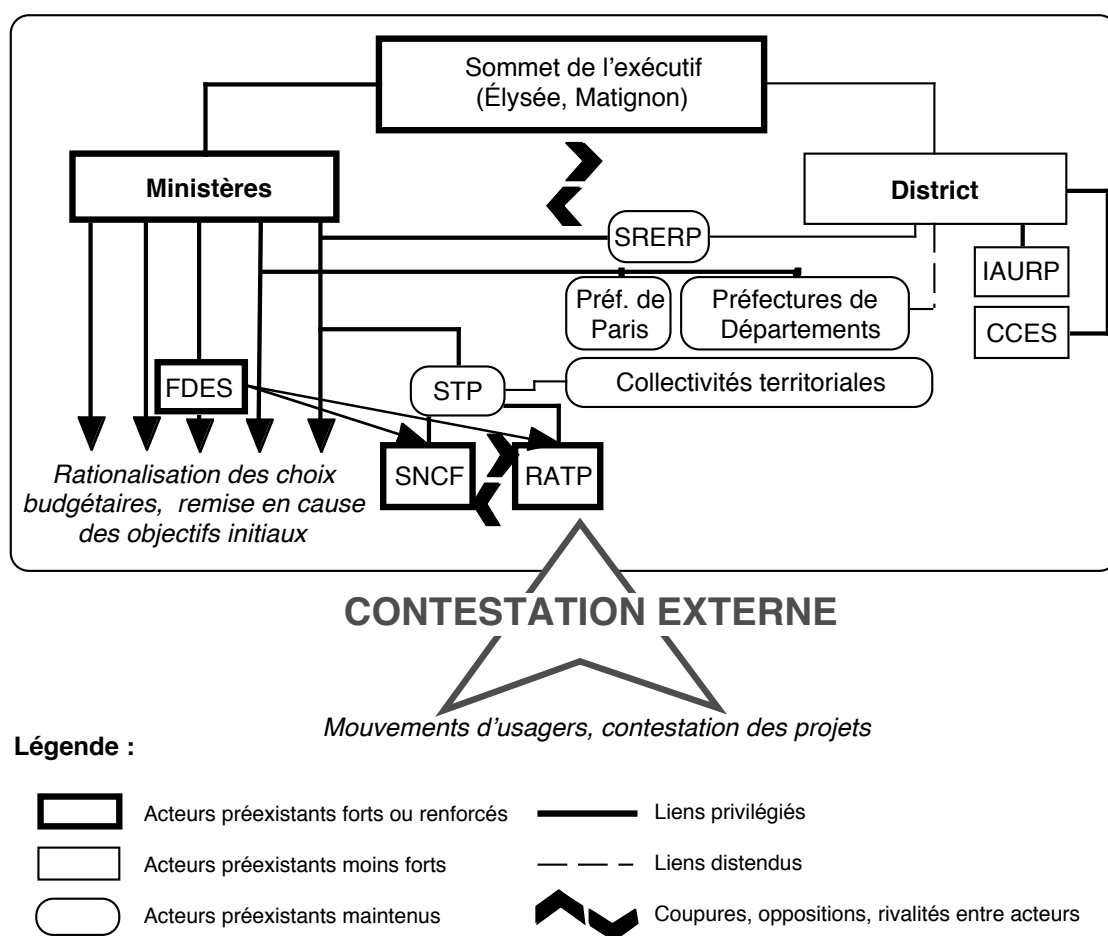 Sommet de l’exécutif
(Élysée, Matignon)
Ministères
District
SRERP
IAURP
Préf. de
Paris
Préfectures de
Départements
CCES
FDES
STP
Collectivités territoriales
SNCF
RATP
Rationalisation des choix
budgétaires, remise en cause
des objectifs initiaux
CONTESTATION EXTERNE
Mouvements d’usagers, contestation des projets
Légende :
Acteurs préexistants forts ou renforcés
Liens privilégiés
Acteurs préexistants moins forts
Liens distendus
Acteurs préexistants maintenus
Coupures, oppositions, rivalités entre acteurs